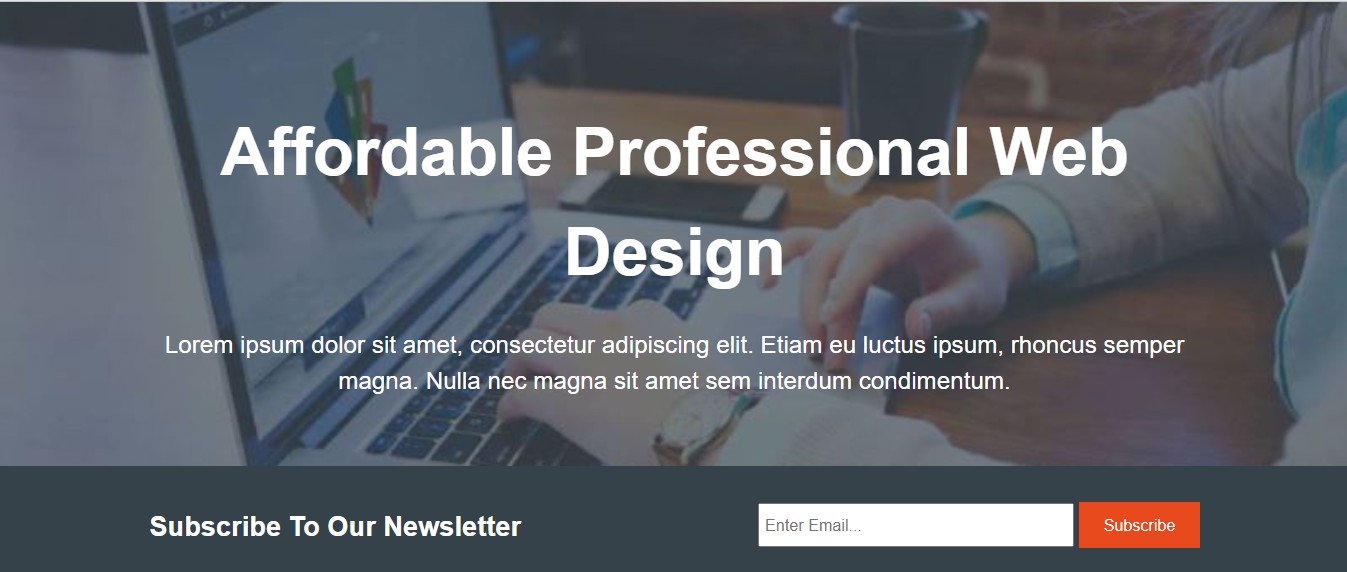 Affordable Professional Web
Design
Lorem ipsum dolor sit amet, consectetur adipiscing elit. Etiam eu luctus ipsum, rhoncus semper
magna. Nulla nec magna sit amet sem interdum condimentum.
Subscribe To Our Newsletter
Enter Email...
Subscribe